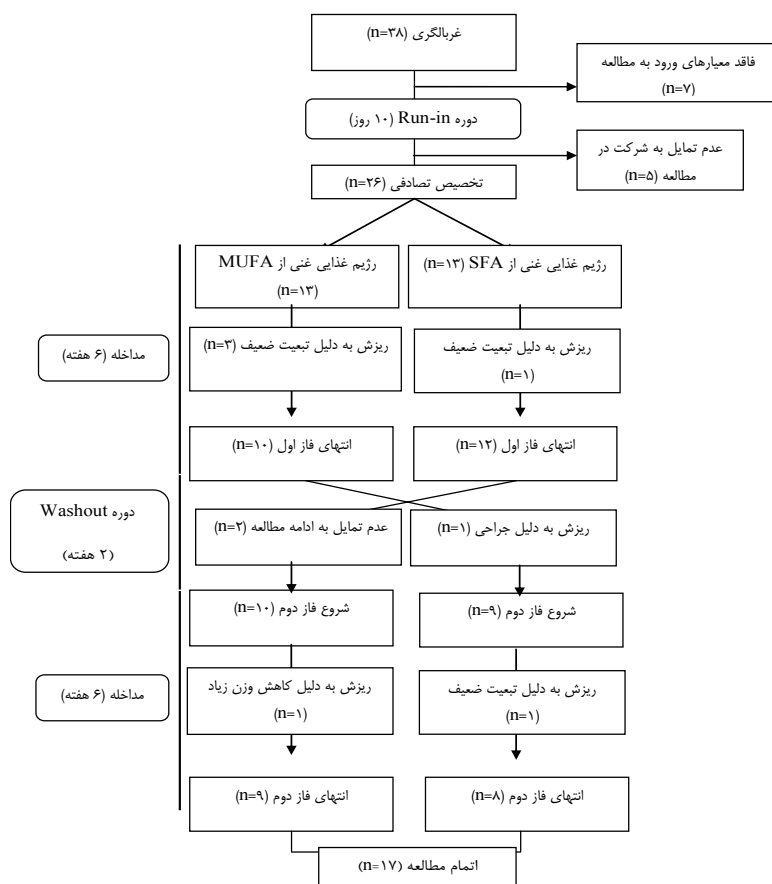 غربالگری (n=۳۸)
فاقد معیارهای ورود به مطالعه
(n=۷)
دوره Run-in (۱۰ روز)
عدم تمایل به شرکت در
مطالعه (n=۵)
تخصیص تصادفی (n=۲۶)
رژیم غذایی غنی از SFA (n=۱۳)
رژیم غذایی غنی از MUFA
(n=۱۳)
مداخله (۶ هفته)
ریزش به دلیل تبعیت ضعیف
(n=۱)
ریزش به دلیل تبعیت ضعیف (n=۳)
انتهای فاز اول (n=۱۲)
انتهای فاز اول (n=۱۰)
دوره Washout
(۲ هفته)
ریزش به دلیل جراحی (n=۱)
عدم تمایل به ادامه مطالعه (n=۲)
شروع فاز دوم (n=۹)
شروع فاز دوم (n=۱۰)
مداخله (۶ هفته)
ریزش به دلیل تبعیت ضعیف
(n=۱)
ریزش به دلیل کاهش وزن زیاد
(n=۱)
انتهای فاز دوم (n=۸)
انتهای فاز دوم (n=۹)
اتمام مطالعه (n=۱۷)